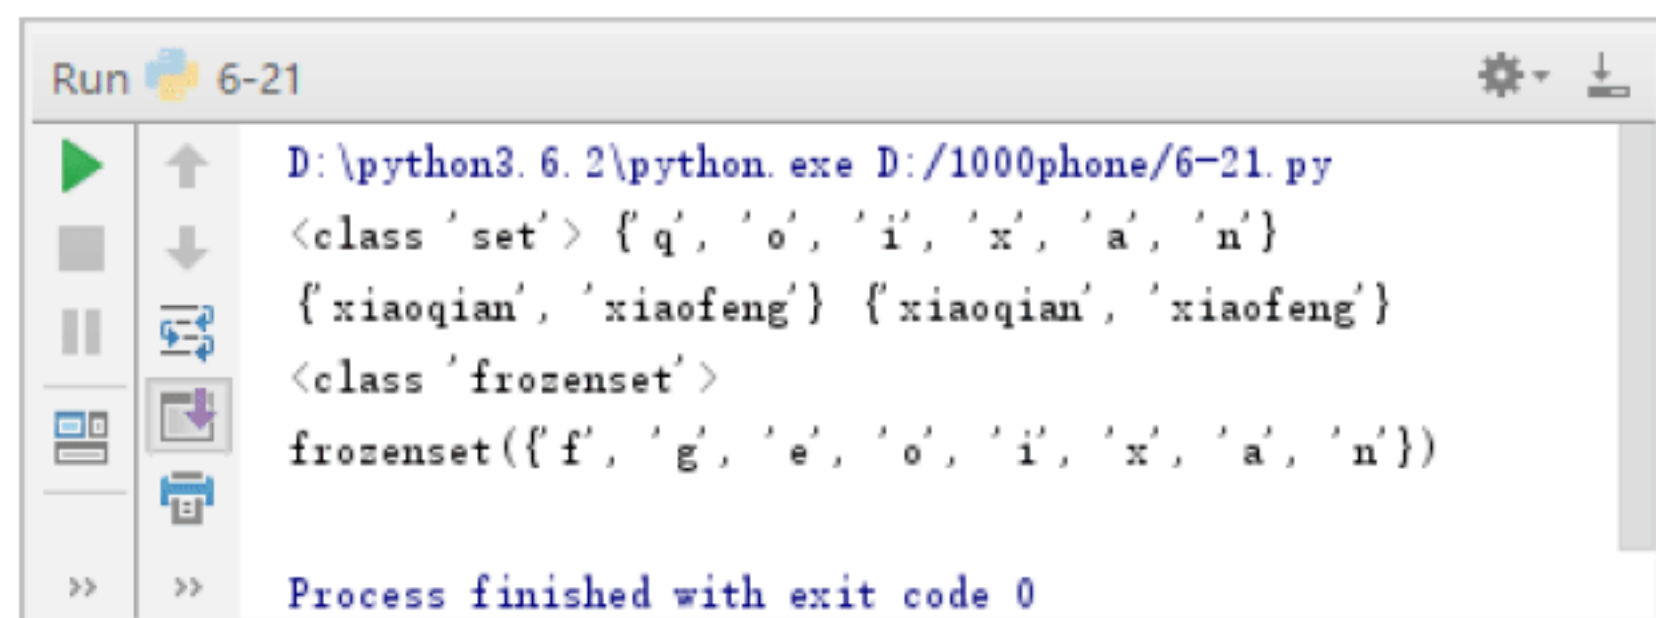 Run 6-21
D:\python3.6.2\python.exe D:/1000phone/6-21.py
<class 'set'> {'q', 'o', 'i', 'x', 'a', 'n'}
{'xiaoqian', 'xiaofeng'} {'xiaoqian', 'xiaofeng'}
<class 'frozenset'>
frozenset({'f', 'g', 'e', 'o', 'i', 'x', 'a', 'n'})
Process finished with exit code 0